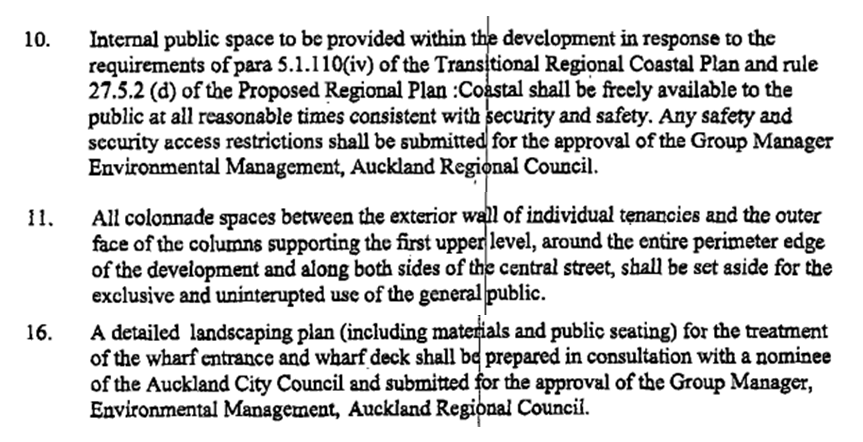 10. Internal public space to be provided within the development in response to the
requirements of para 5.1.110(iv) of the Transitional Regional Coastal Plan and rule
27.5.2 (d) of the Proposed Regional Plan :Coastal shall be freely available to the
public at all reasonable times consistent with security and safety. Any safety and
security access restrictions shall be submitted for the approval of the Group Manager
Environmental Management, Auckland Regional Council.
11. All colonnade spaces between the exterior wall of individual tenancies and the outer
face of the columns supporting the first upper level, around the entire perimeter edge
of the development and along both sides of the central street, shall be set aside for the
exclusive and uninterupted use of the general public.
16. A detailed landscaping plan (including materials and public seating) for the treatment
of the wharf entrance and wharf deck shall be prepared in consultation with a nominee
of the Auckland City Council and submitted for the approval of the Group Manager,
Environmental Management, Auckland Regional Council.